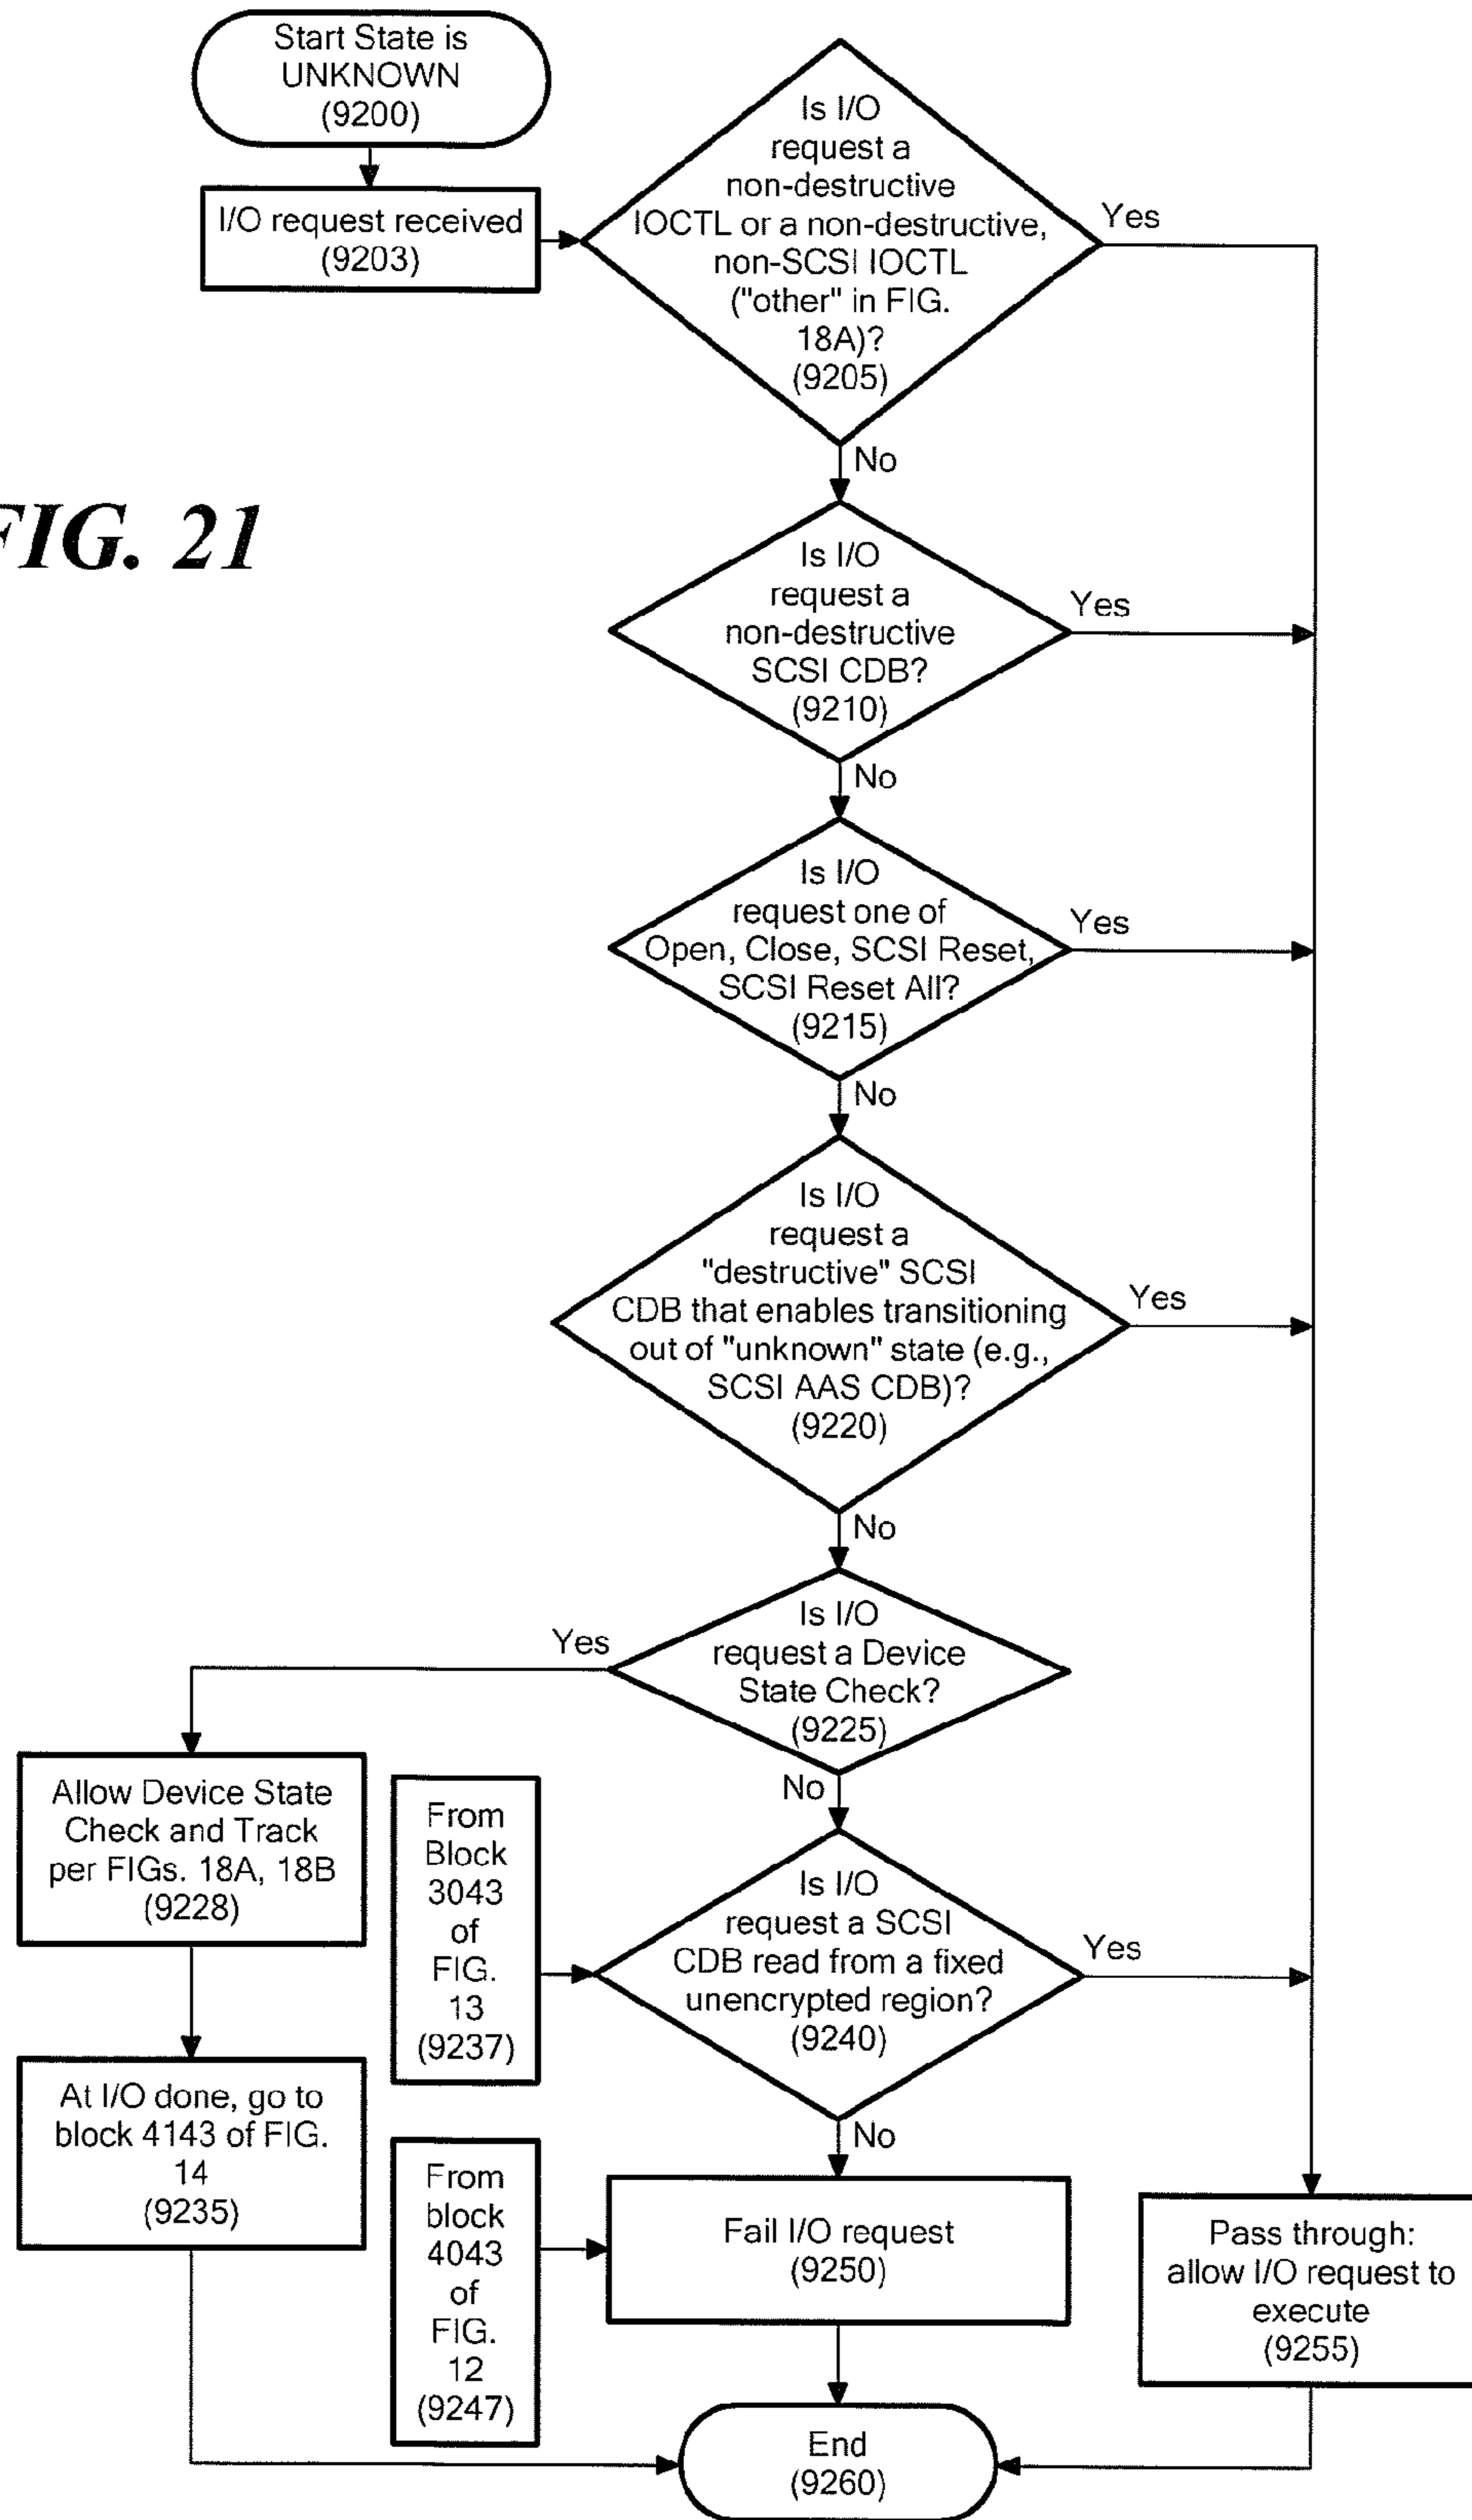 Start State is
UNKNOWN
(9200)
I/O request received
(9203)
Is I/O
request a
non-destructive
IOCTL or a non-destructive,
non-SCSI IOCTL
("other" in FIG.
18A)?
(9205)
Yes
No
FIG. 21
Is I/O
request a
non-destructive
SCSI CDB?
(9210)
Yes
No
Is I/O
request one of
Open, Close, SCSI Reset,
SCSI Reset All?
(9215)
Yes
No
Is I/O
request a
"destructive" SCSI
CDB that enables transitioning
out of "unknown" state (e.g.,
SCSI AAS CDB)?
(9220)
Yes
No
Is I/O
request a Device
State Check?
(9225)
Yes
No
Allow Device State
Check and Track
per FIGs. 18A, 18B
(9228)
From
Block
3043
of
FIG.
13
(9237)
Is I/O
request a SCSI
CDB read from a fixed
unencrypted region?
(9240)
Yes
No
At I/O done, go to
block 4143 of FIG.
14
(9235)
From
block
4043
of
FIG.
12
(9247)
Fail I/O request
(9250)
Pass through:
allow I/O request to
execute
(9255)
End
(9260)